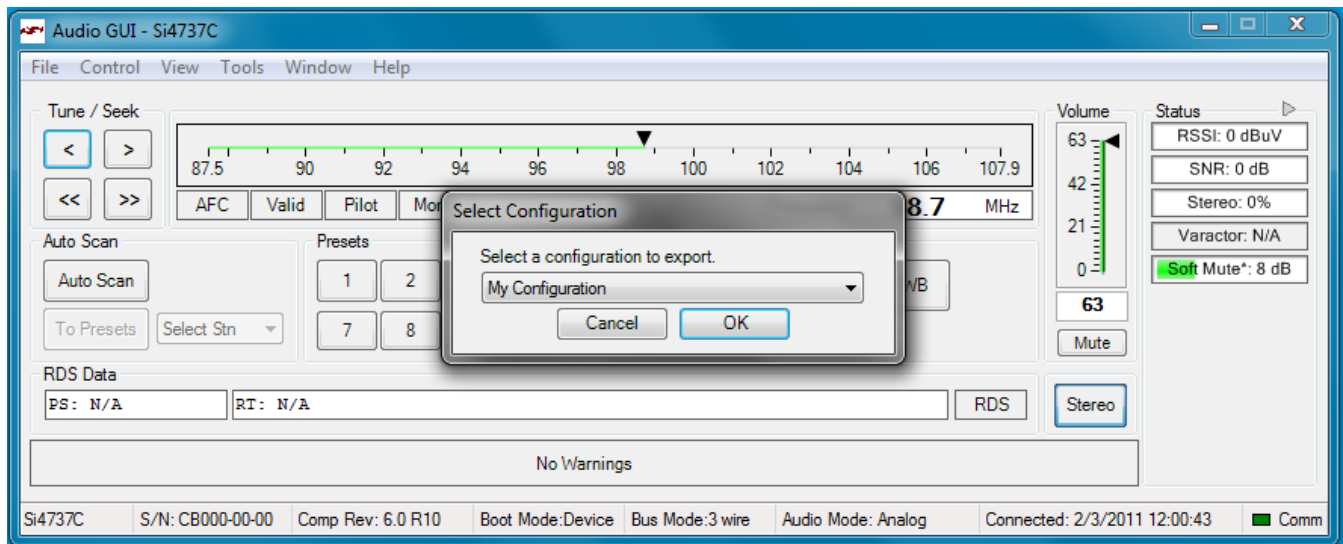 Audio GUI - Si4737C
File Control View Tools Window Help
Tune / Seek
< >
<< >>
87.5 90 92 94 96 98 100 102 104 106 107.9
AFC Valid Pilot 8.7 MHz
Auto Scan
Auto Scan
To Presets Select Stn
Presets
1 2
7 8
Select Configuration
Select a configuration to export.
My Configuration
Cancel OK
Volume
63
42
21
0
63
Mute
Stereo
Status
RSSI: 0 dBuV
SNR: 0 dB
Stereo: 0%
Varactor: N/A
Soft Mute*: 8 dB
RDS Data
PS: N/A RT: N/A RDS
No Warnings
Si4737C S/N: CB000-00-00 Comp Rev: 6.0 R10 Boot Mode:Device Bus Mode:3 wire Audio Mode: Analog Connected: 2/3/2011 12:00:43 Comm